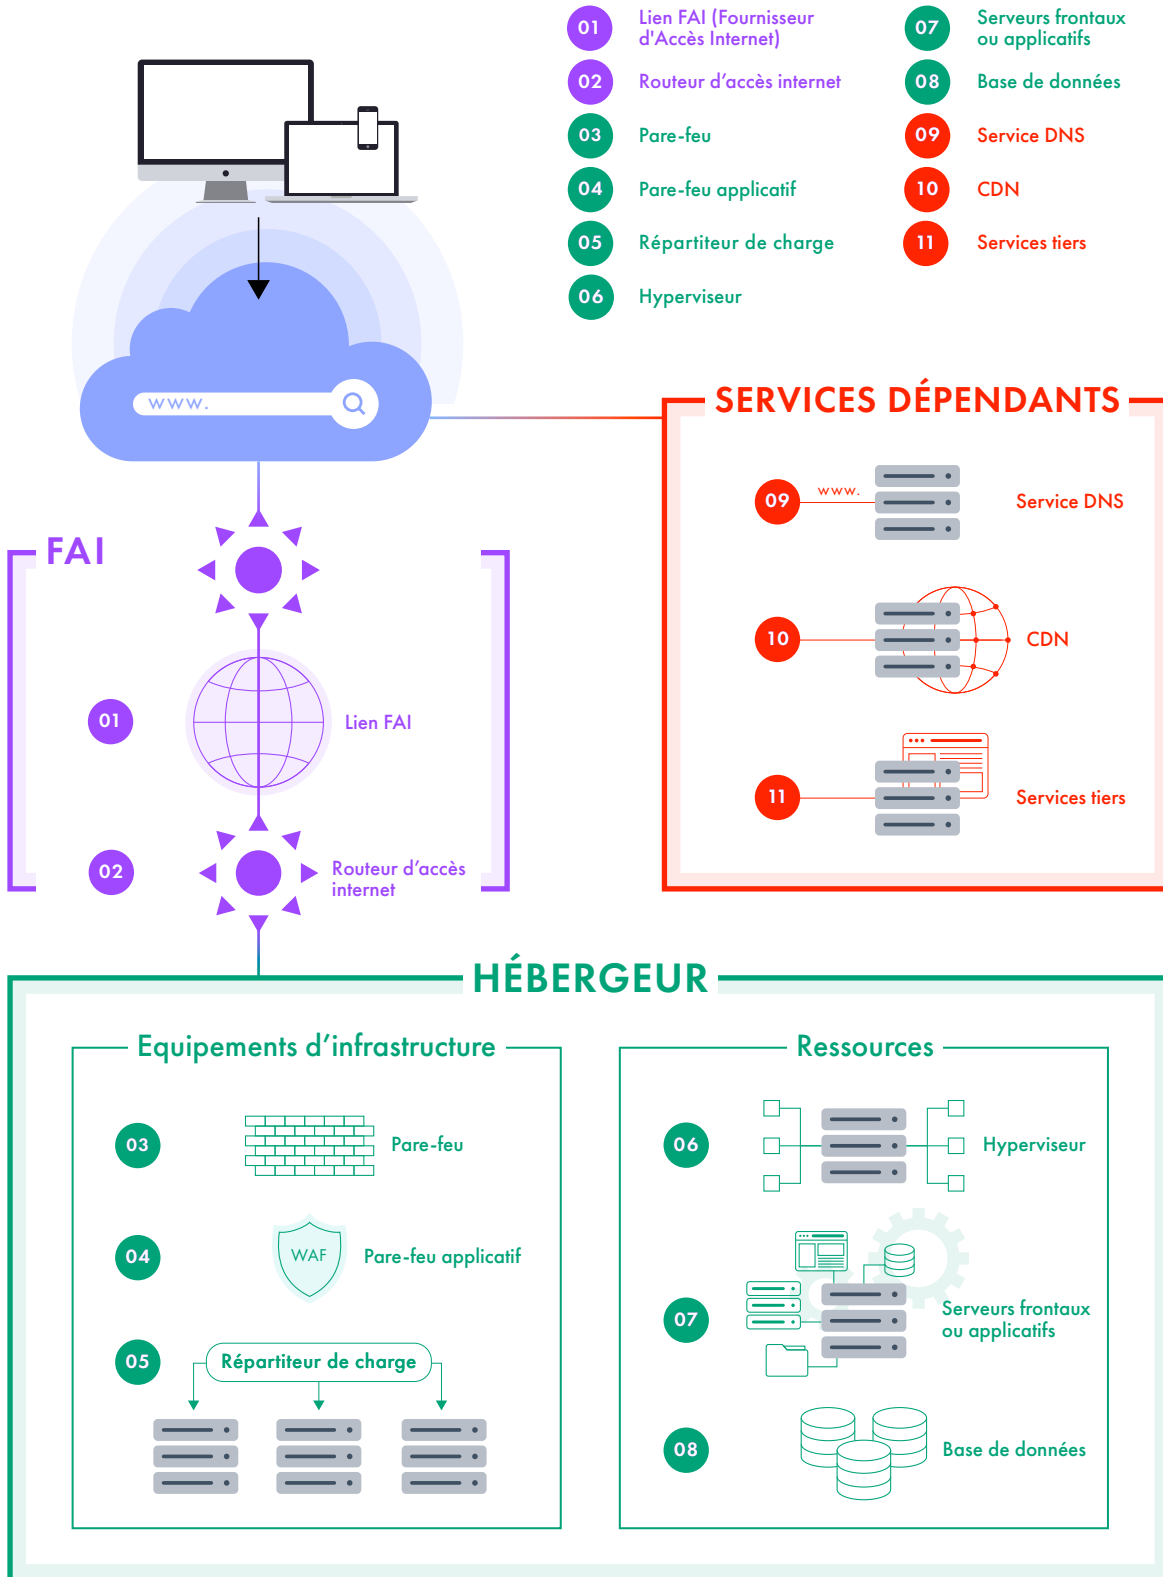 01
Lien FAI (Fournisseur
d'Accès Internet)
02
Routeur d’accès internet
03
Pare-feu
04
Pare-feu applicatif
05
Répartiteur de charge
06
Hyperviseur
07
Serveurs frontaux
ou applicatifs
08
Base de données
09
Service DNS
10
CDN
11
Services tiers
www.
SERVICES DÉPENDANTS
09
www.
Service DNS
10
CDN
11
Services tiers
FAI
01
Lien FAI
02
Routeur d’accès
internet
HÉBERGEUR
Equipements d’infrastructure
03
Pare-feu
04
WAF
Pare-feu applicatif
05
Répartiteur de charge
Ressources
06
Hyperviseur
07
Serveurs frontaux
ou applicatifs
08
Base de données